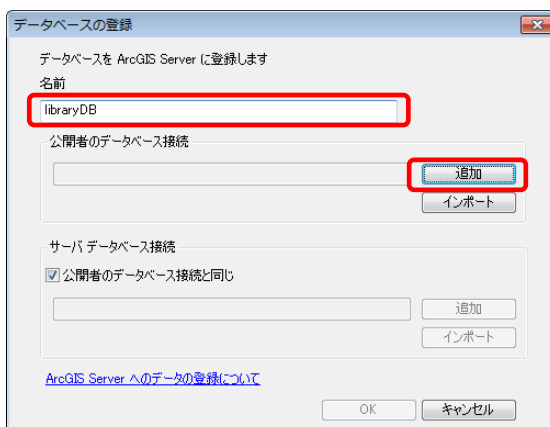 データベースの登録
データベースを ArcGIS Server に登録します
名前
libraryDB
公開者のデータベース接続
追加
インポート
サーバ データベース接続
公開者のデータベース接続と同じ
追加
インポート
ArcGIS Server へのデータの登録について
OK キャンセル